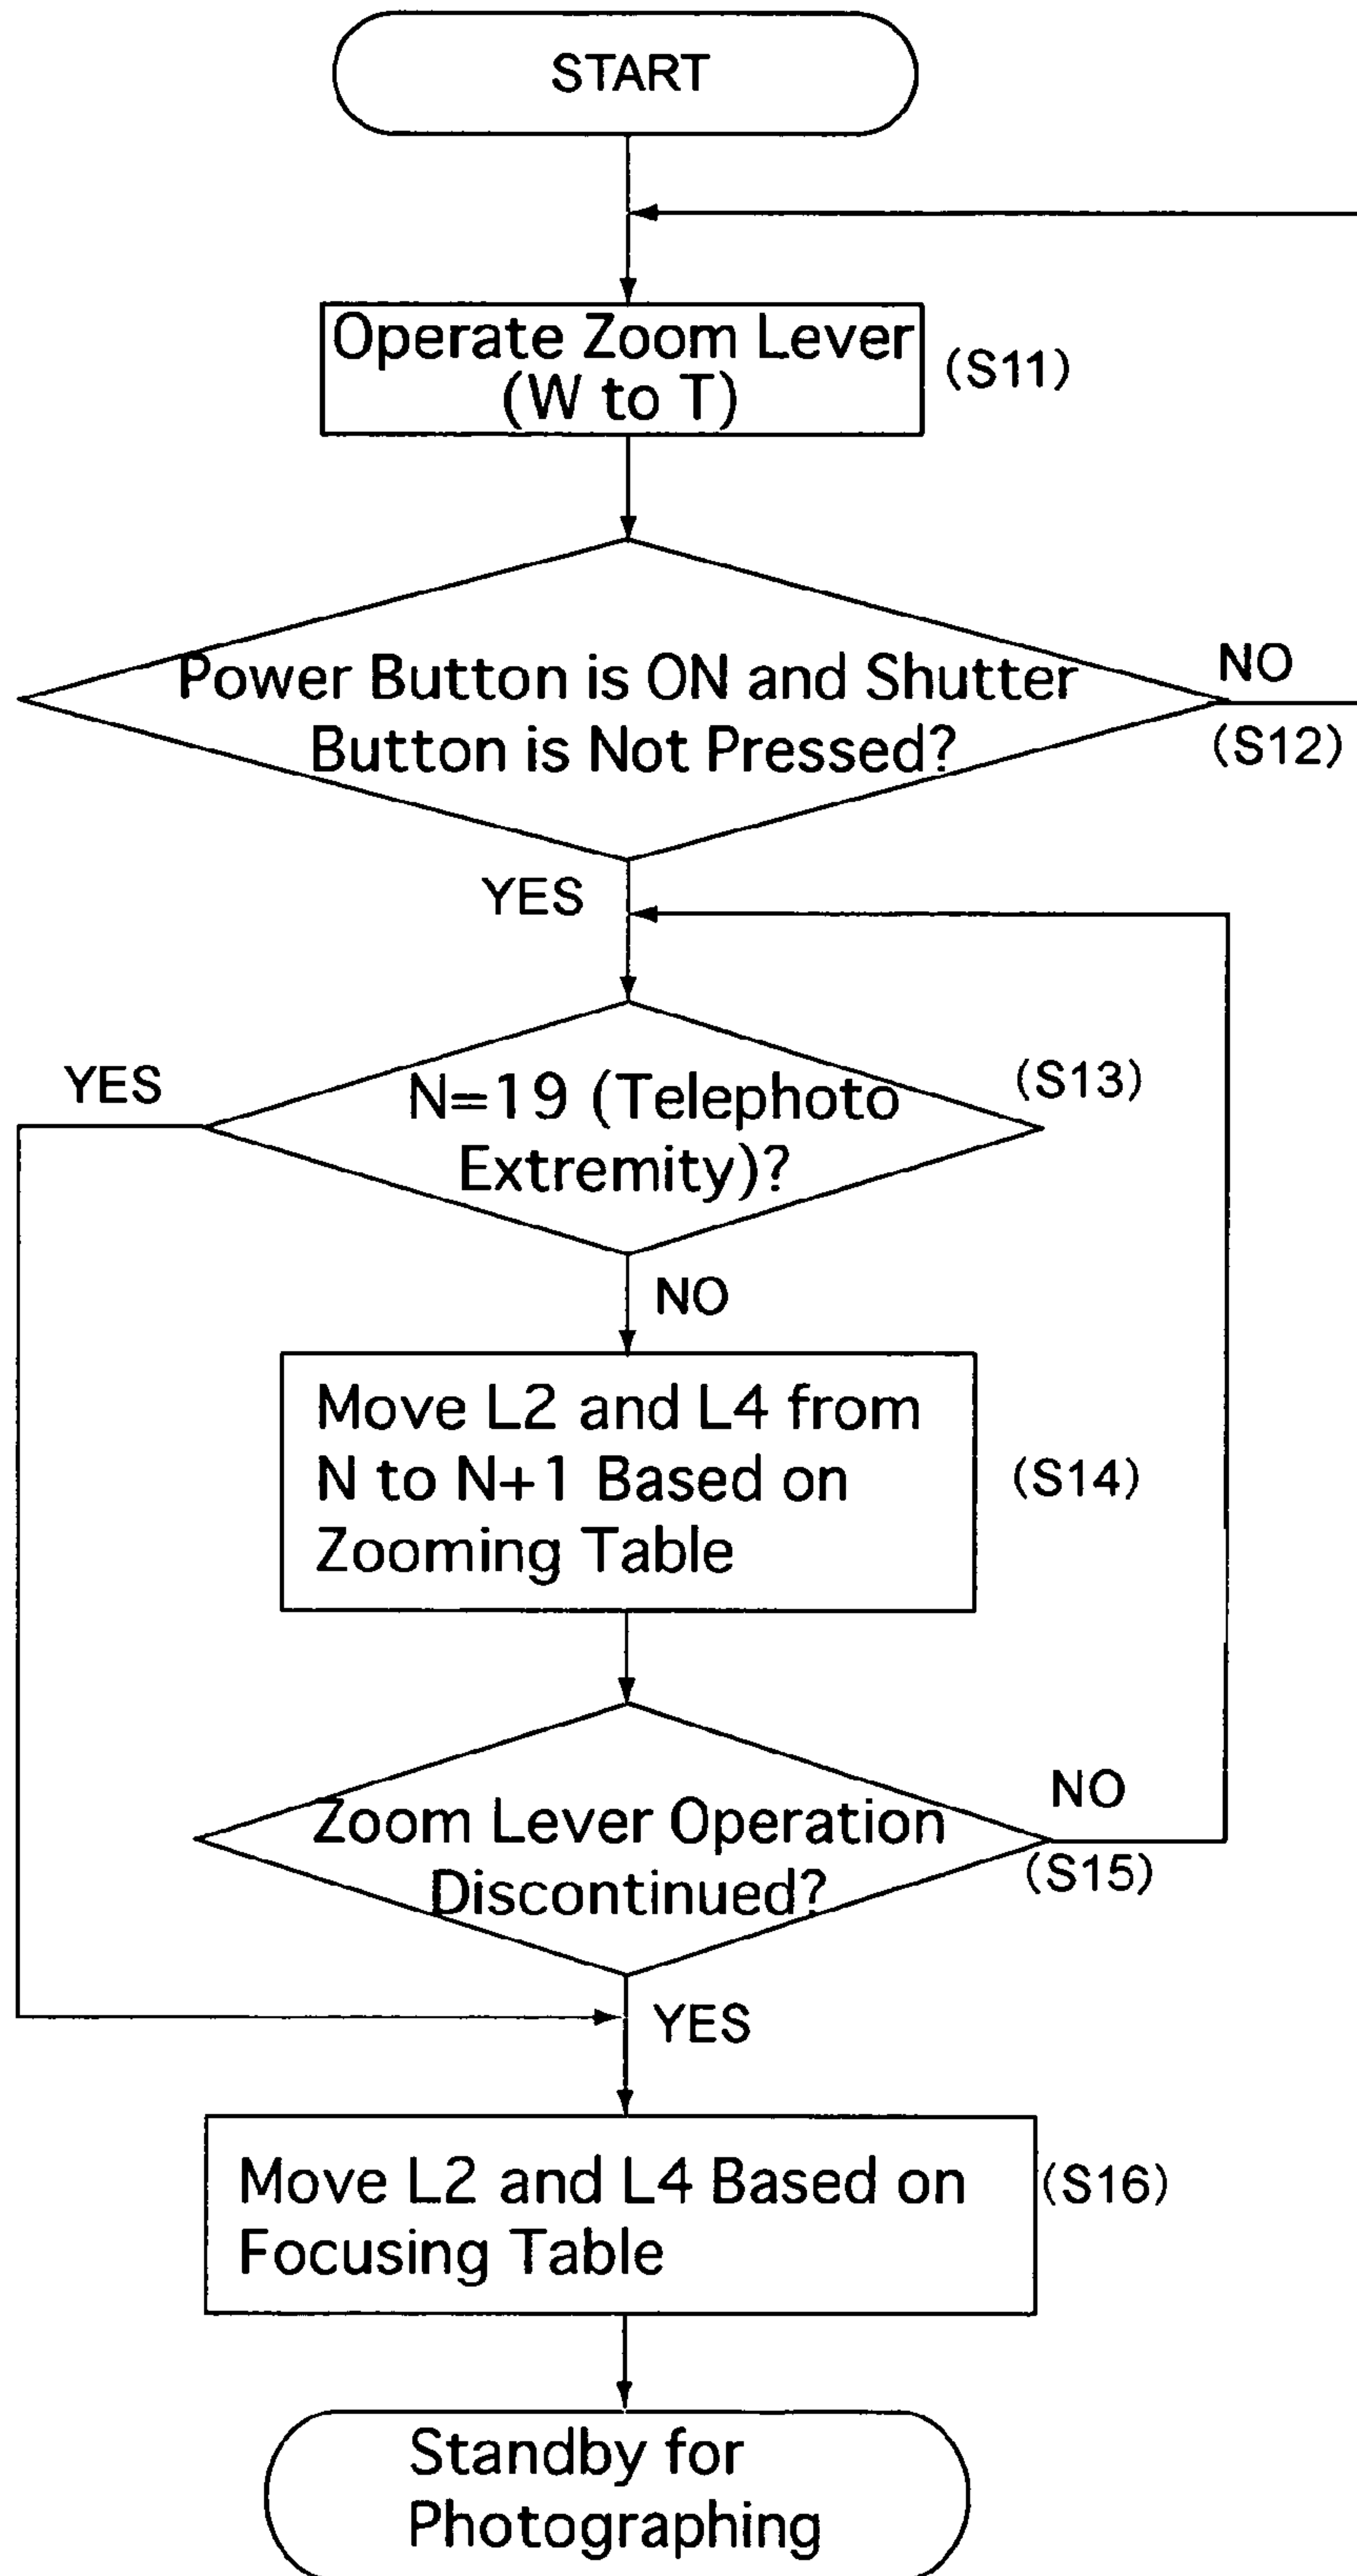 START
Operate Zoom Lever
(W to T)
(S11)
Power Button is ON and Shutter
Button is Not Pressed?
NO
(S12)
YES
N=19 (Telephoto
Extremity)?
(S13)
YES
NO
Move L2 and L4 from
N to N+1 Based on
Zooming Table
(S14)
Zoom Lever Operation
Discontinued?
NO
(S15)
YES
Move L2 and L4 Based on
Focusing Table
(S16)
Standby for
Photographing